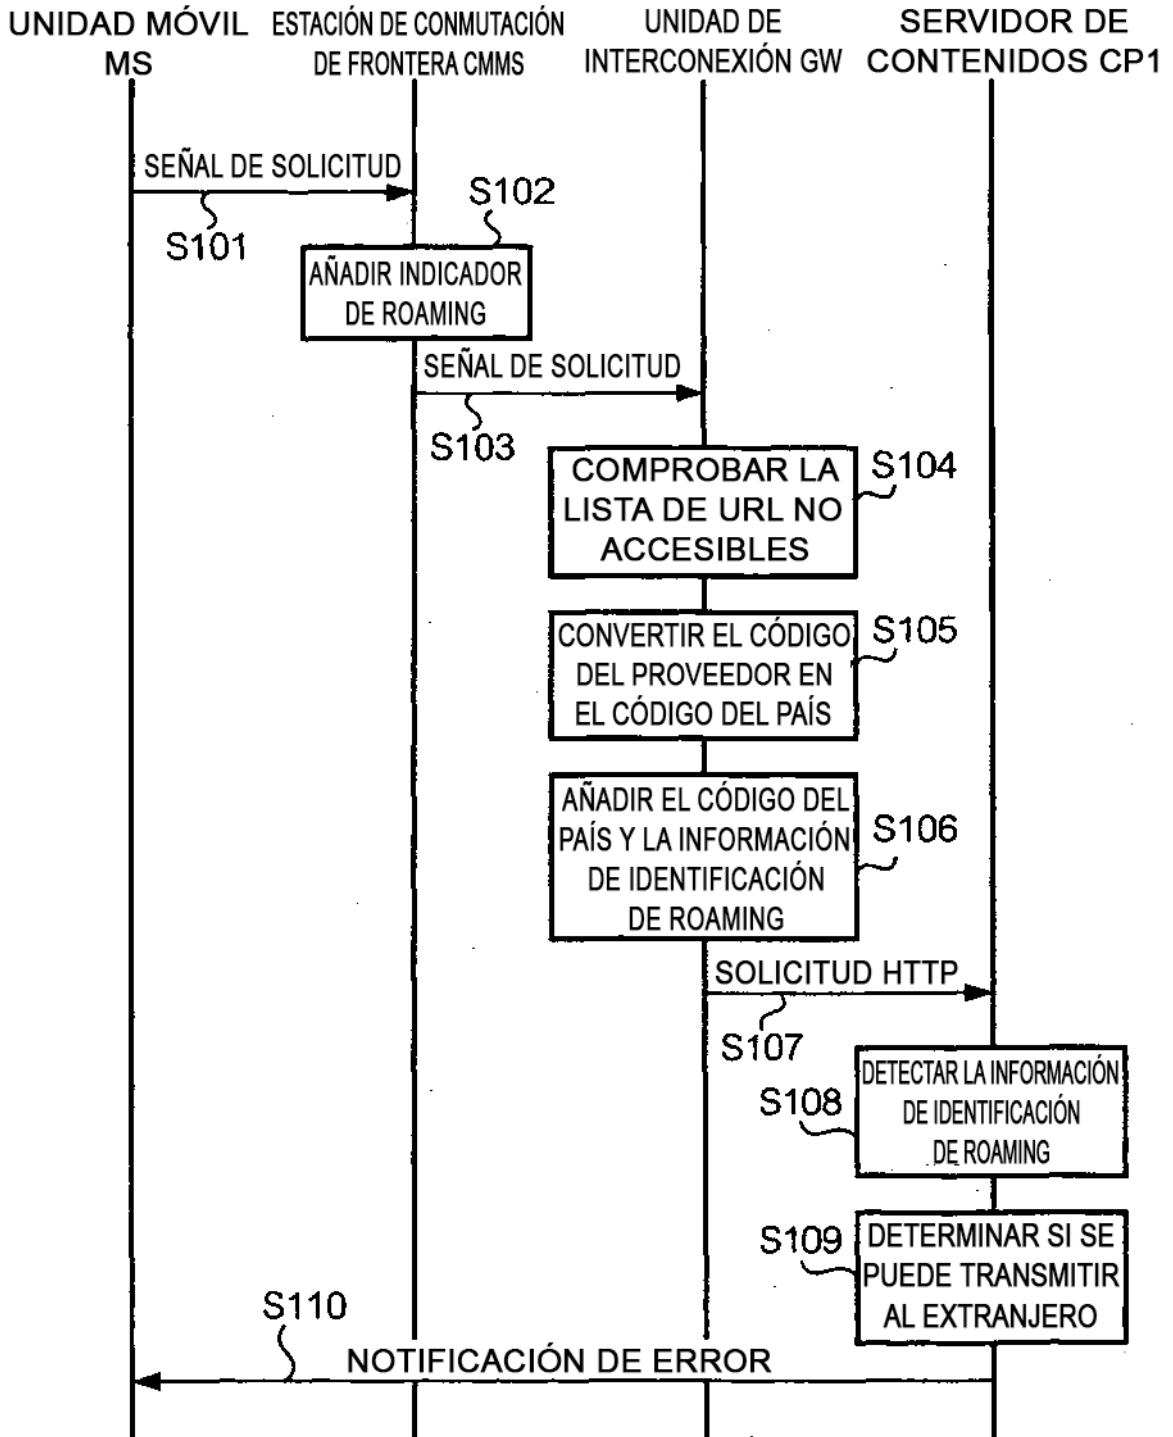 UNIDAD MÓVIL
MS
ESTACIÓN DE CONMUTACIÓN
DE FRONTERA CMMS
UNIDAD DE
INTERCONEXIÓN GW
SERVIDOR DE
CONTENIDOS CP1
SEÑAL DE SOLICITUD
S101
S102
AÑADIR INDICADOR
DE ROAMING
SEÑAL DE SOLICITUD
S103
COMPROBAR LA
LISTA DE URL NO
ACCESIBLES
S104
CONVERTIR EL CÓDIGO
DEL PROVEEDOR EN
EL CÓDIGO DEL PAÍS
S105
AÑADIR EL CÓDIGO DEL
PAÍS Y LA INFORMACIÓN
DE IDENTIFICACIÓN
DE ROAMING
S106
SOLICITUD HTTP
S107
DETECTAR LA INFORMACIÓN
DE IDENTIFICACIÓN
DE ROAMING
S108
DETERMINAR SI SE
PUEDE TRANSMITIR
AL EXTRANJERO
S109
S110
NOTIFICACIÓN DE ERROR